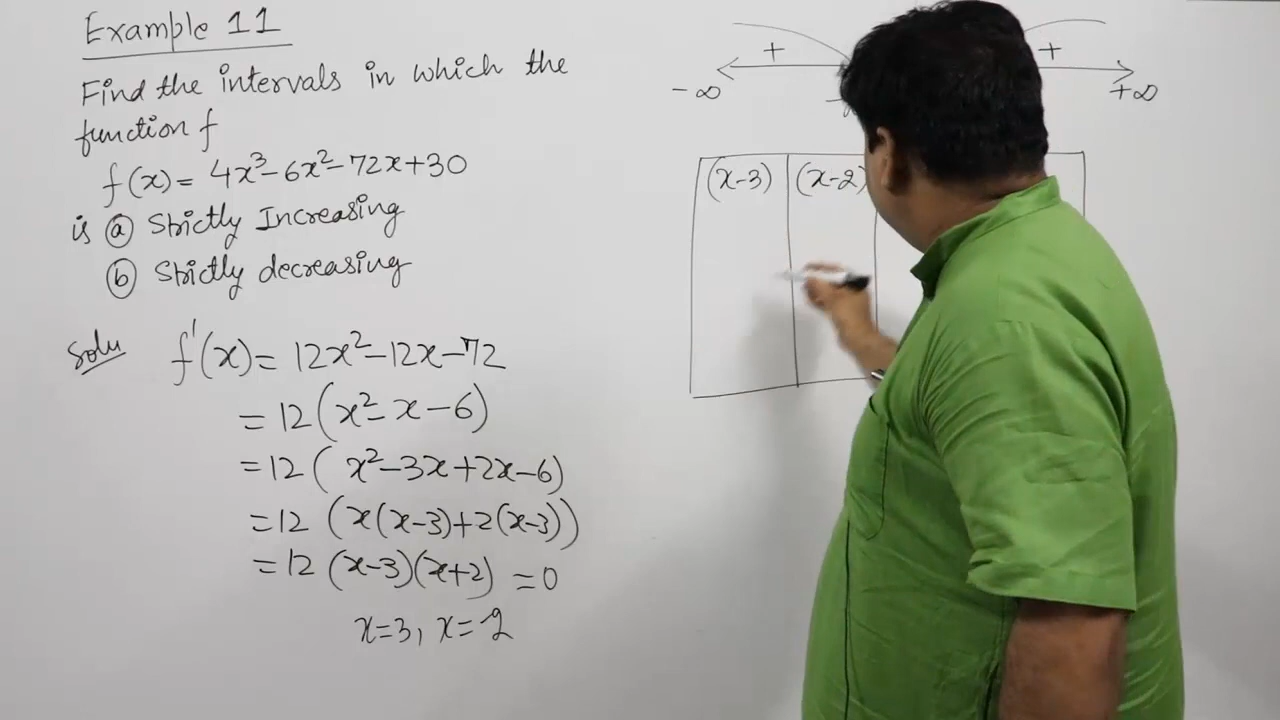 Example 11
Find the intervals in which the
function f
f(x) = 4x³-6x²-72x+30
is (a) Strictly Increasing
(b) Strictly decreasing
Solu f'(x) = 12x²-12x-72
= 12(x²-x-6)
= 12(x²-3x+2x-6)
= 12 (x(x-3)+2(x-3))
= 12 (x-3)(x+2) = 0
x=3, x=-2
+ +
-∞ +∞
(x-3) (x-2)